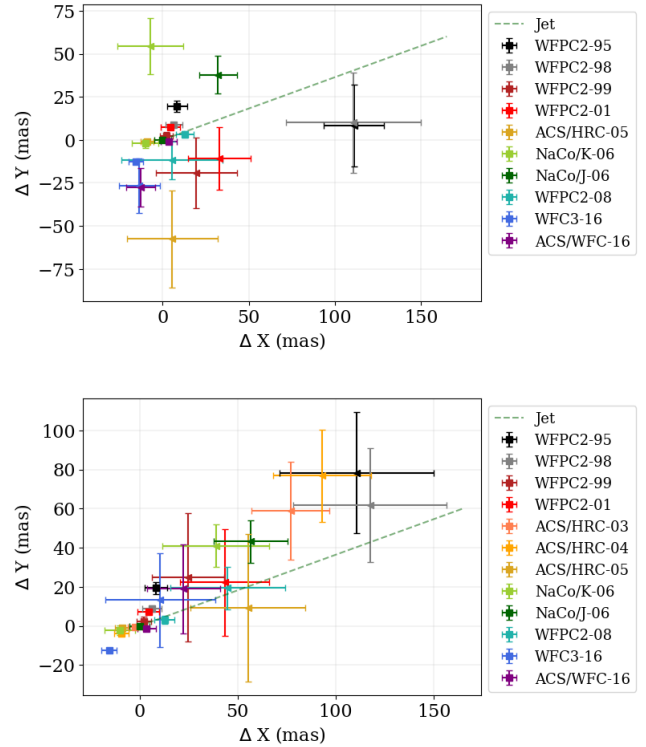 75
50
25
0
−25
−50
−75
Δ Y (mas)
0
50
100
150
Δ X (mas)
Jet
WFPC2-95
WFPC2-98
WFPC2-99
WFPC2-01
ACS/HRC-05
NaCo/K-06
NaCo/J-06
WFPC2-08
WFC3-16
ACS/WFC-16
100
80
60
40
20
0
−20
Δ Y (mas)
0
50
100
150
Δ X (mas)
Jet
WFPC2-95
WFPC2-98
WFPC2-99
WFPC2-01
ACS/HRC-03
ACS/HRC-04
ACS/HRC-05
NaCo/K-06
NaCo/J-06
WFPC2-08
WFC3-16
ACS/WFC-16